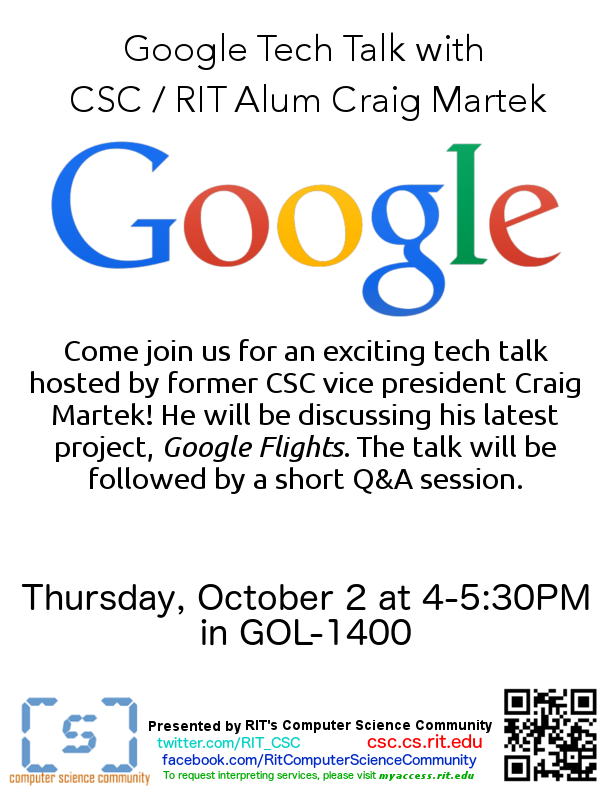 Google Tech Talk with
CSC / RIT Alum Craig Martek
Google
Come join us for an exciting tech talk
hosted by former CSC vice president Craig
Martek! He will be discussing his latest
project, Google Flights. The talk will be
followed by a short Q&A session.
Thursday, October 2 at 4-5:30PM
in GOL-1400
[s]
computer science community
Presented by RIT's Computer Science Community
twitter.com/RIT_CSC csc.cs.rit.edu
facebook.com/RitComputerScienceCommunity
To request interpreting services, please visit myaccess.rit.edu